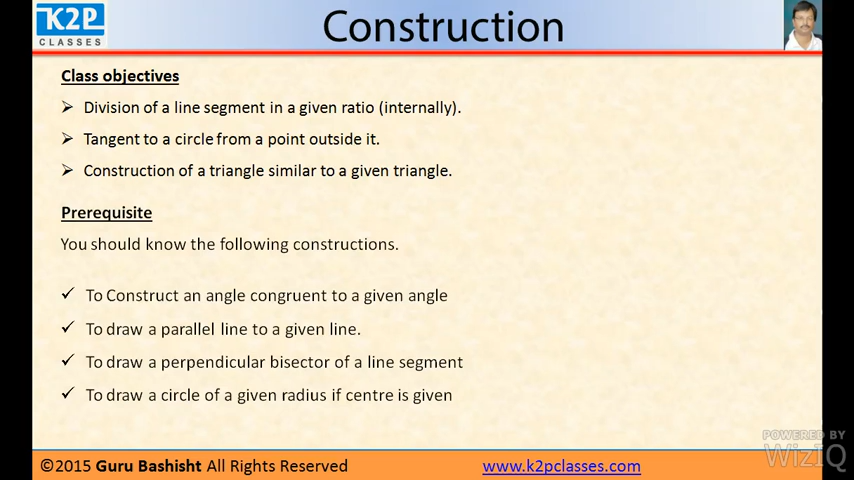 K2P
CLASSES
Construction
Class objectives
➢ Division of a line segment in a given ratio (internally).
➢ Tangent to a circle from a point outside it.
➢ Construction of a triangle similar to a given triangle.
Prerequisite
You should know the following constructions.
✓ To Construct an angle congruent to a given angle
✓ To draw a parallel line to a given line.
✓ To draw a perpendicular bisector of a line segment
✓ To draw a circle of a given radius if centre is given
POWERED BY
WizIQ
©2015 Guru Bashisht All Rights Reserved www.k2pclasses.com